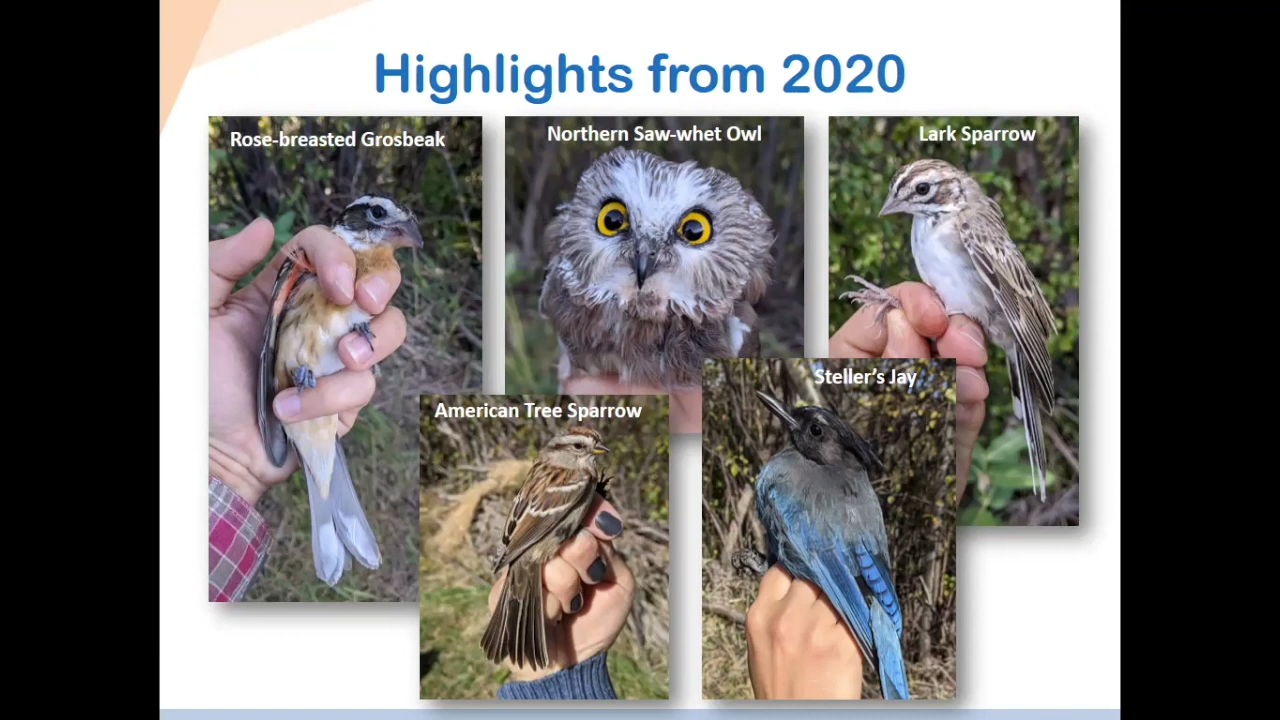 Highlights from 2020
Rose-breasted Grosbeak
Northern Saw-whet Owl
Lark Sparrow
American Tree Sparrow
Steller's Jay